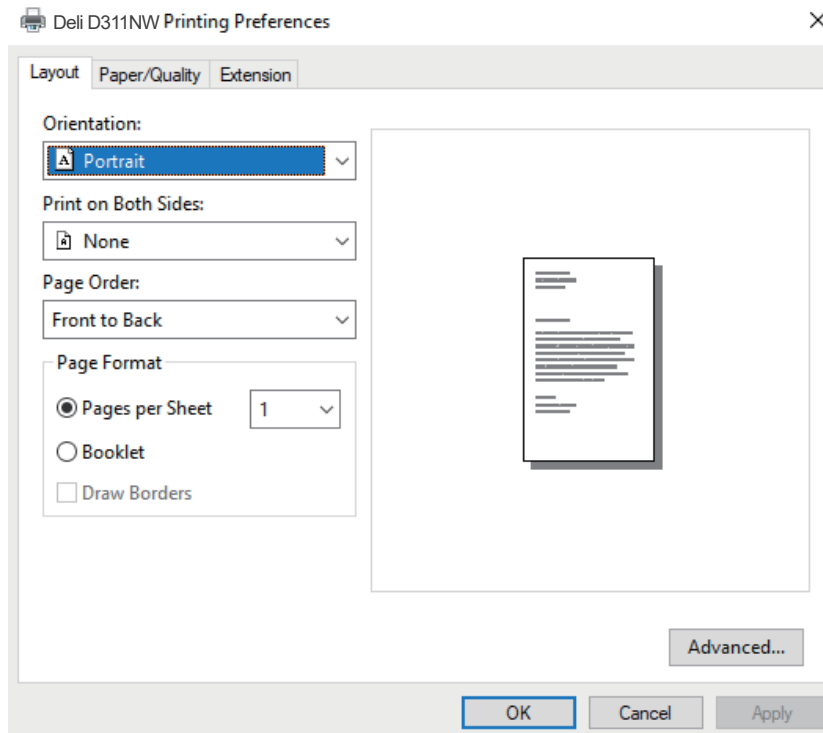 Deli D311NW Printing Preferences
Layout Paper/Quality Extension
Orientation:
A Portrait
Print on Both Sides:
None
Page Order:
Front to Back
Page Format
Pages per Sheet 1
Booklet
Draw Borders
Advanced...
OK Cancel Apply